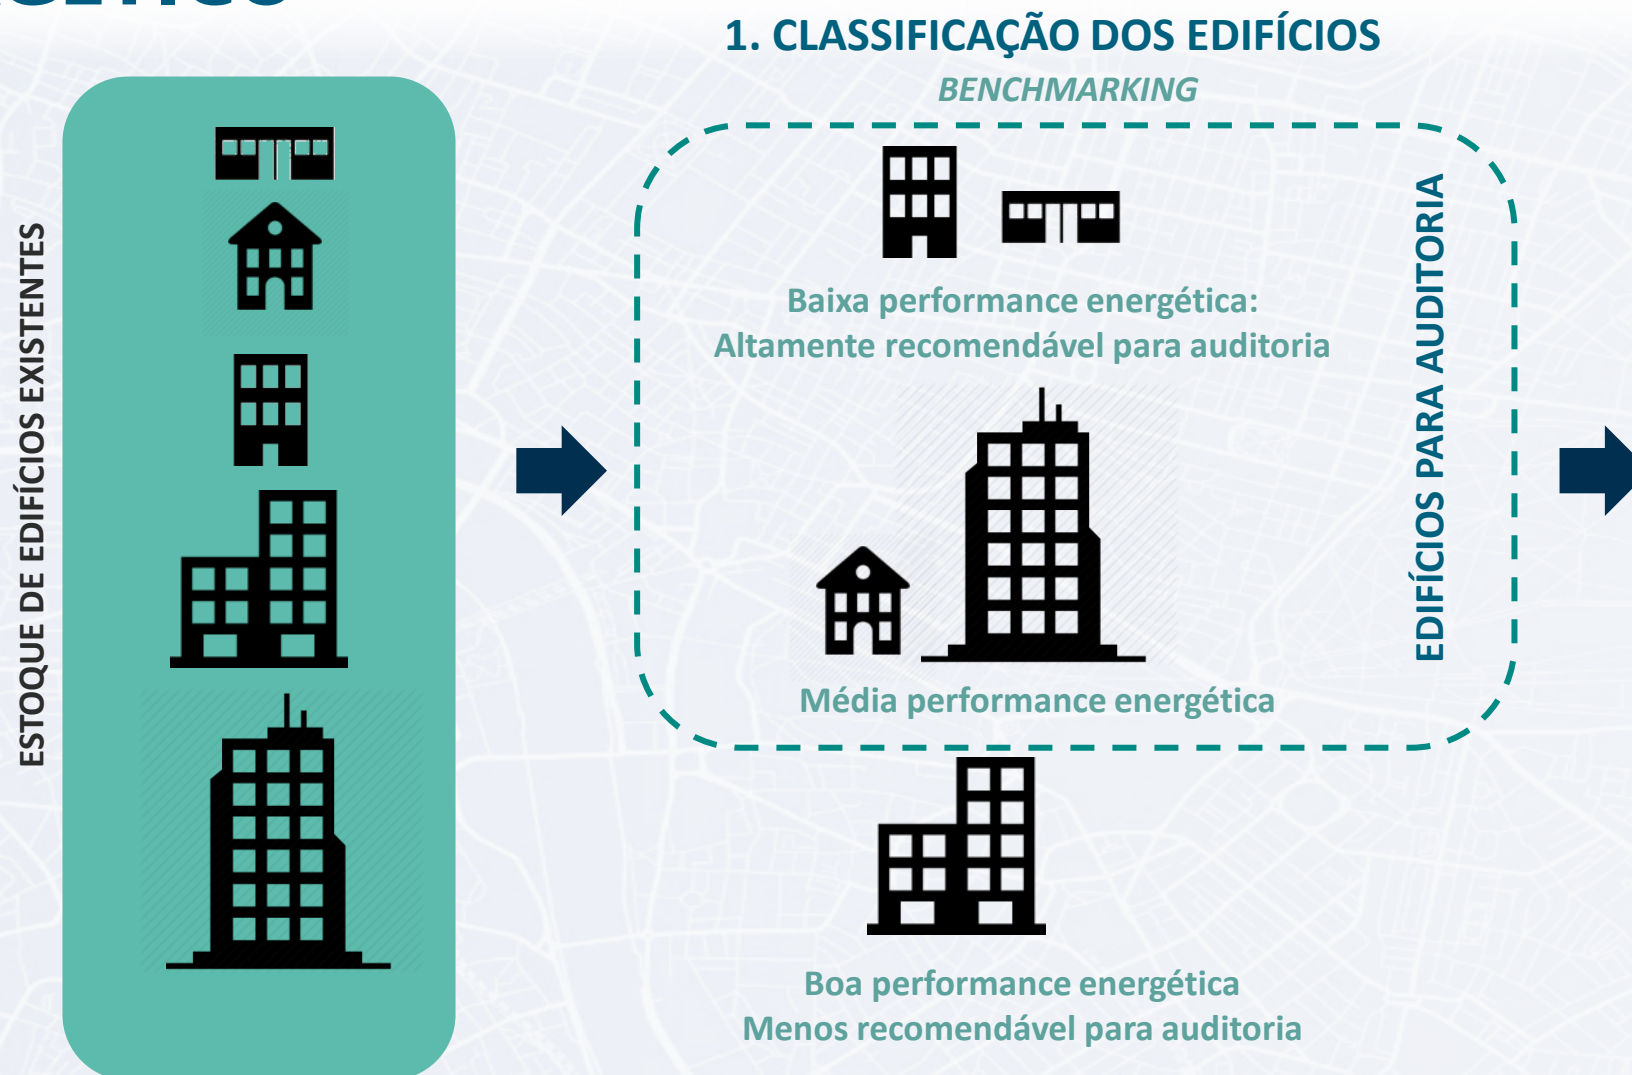 1. CLASSIFICAÇÃO DOS EDIFÍCIOS
BENCHMARKING
ESTOQUE DE EDIFÍCIOS EXISTENTES
Baixa performance energética:
Altamente recomendável para auditoria
Média performance energética
EDIFÍCIOS PARA AUDITORIA
Boa performance energética
Menos recomendável para auditoria